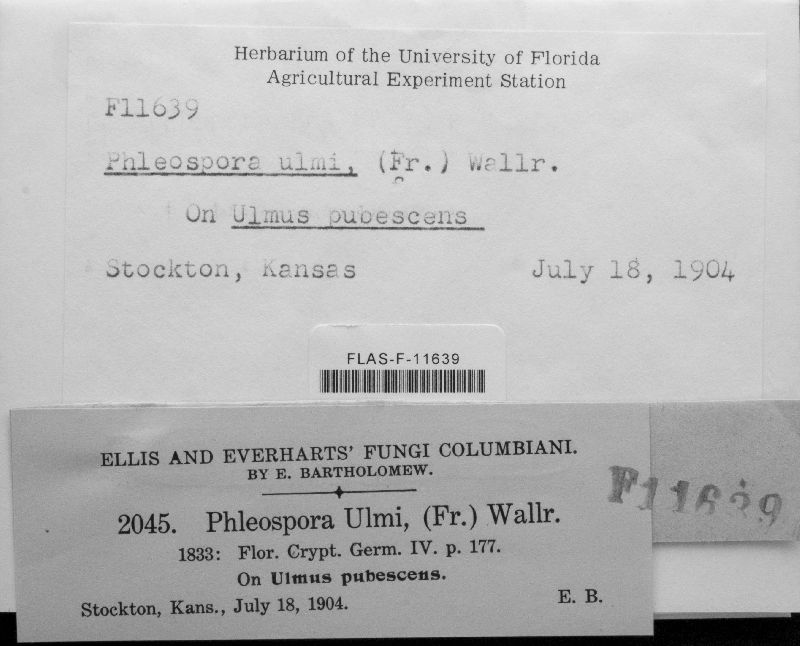 Herbarium of the University of Florida
Agricultural Experiment Station
F11639
Phleospora ulmi, (Fr.) Wallr.
On Ulmus pubescens
Stockton, Kansas July 18, 1904
FLAS-F-11639
ELLIS AND EVERHARTS' FUNGI COLUMBIANI.
BY E. BARTHOLOMEW.
2045. Phleospora Ulmi, (Fr.) Wallr.
1833: Flor. Crypt. Germ. IV. p. 177.
On Ulmus pubescens.
Stockton, Kans., July 18, 1904. E. B.
F11639